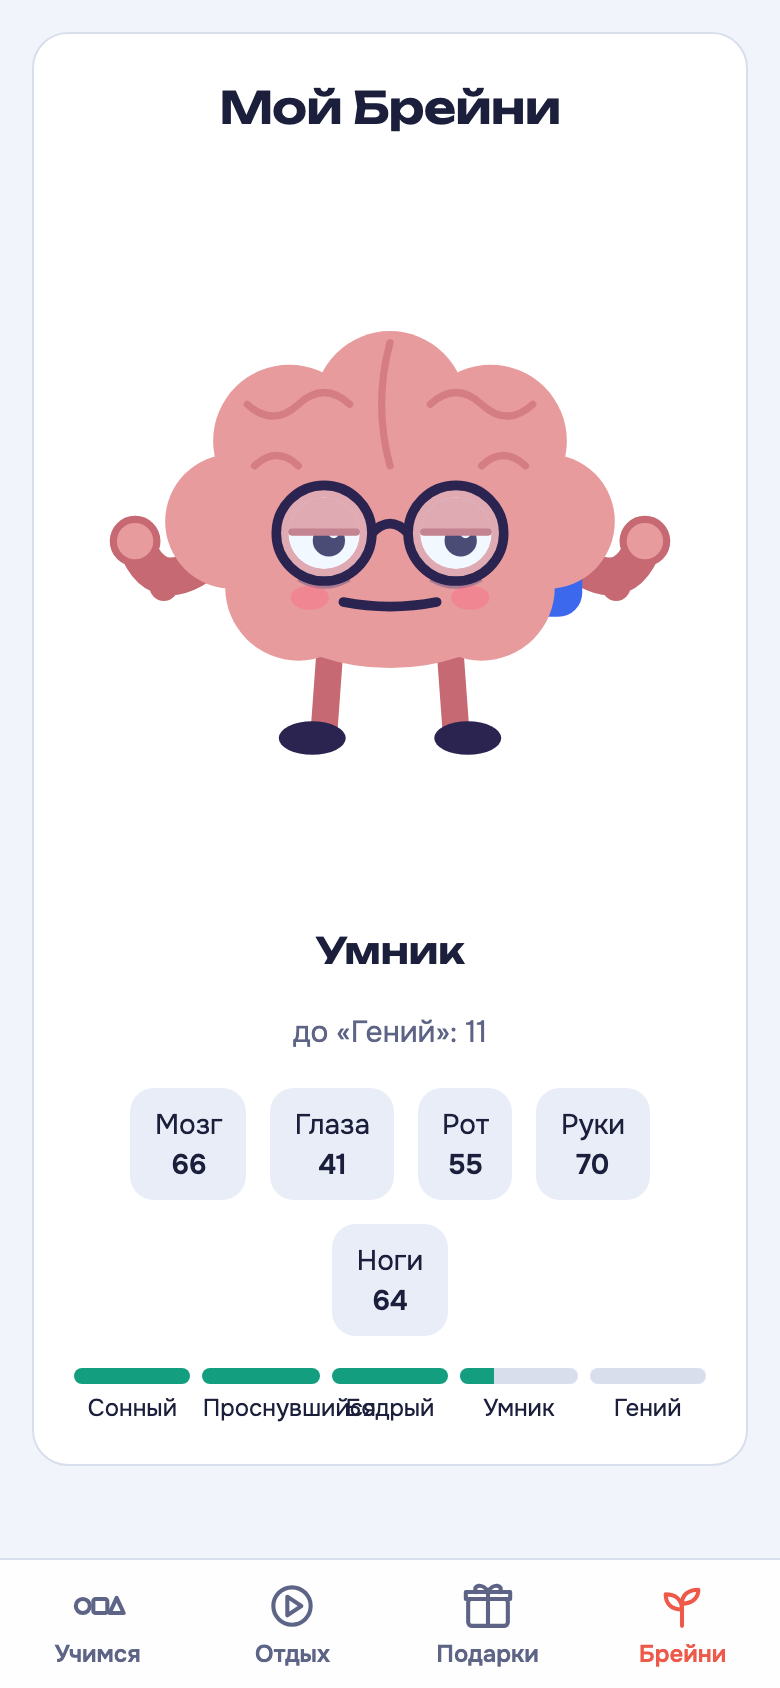 Мой Брейни
Умник
до «Гений»: 11
Мозг
66
Глаза
41
Рот
55
Руки
70
Ноги
64
Сонный
Проснувшийся
Бодрый
Умник
Гений
Учимся
Отдых
Подарки
Брейни